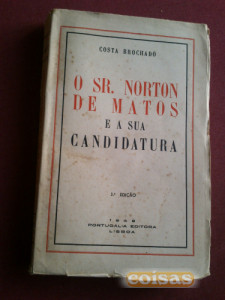 COSTA BROCHADO
O SR. NORTON
DE MATOS
E A SUA
CANDIDATURA
1948
PORTUGALIA EDITORA
LISBOA
coisas